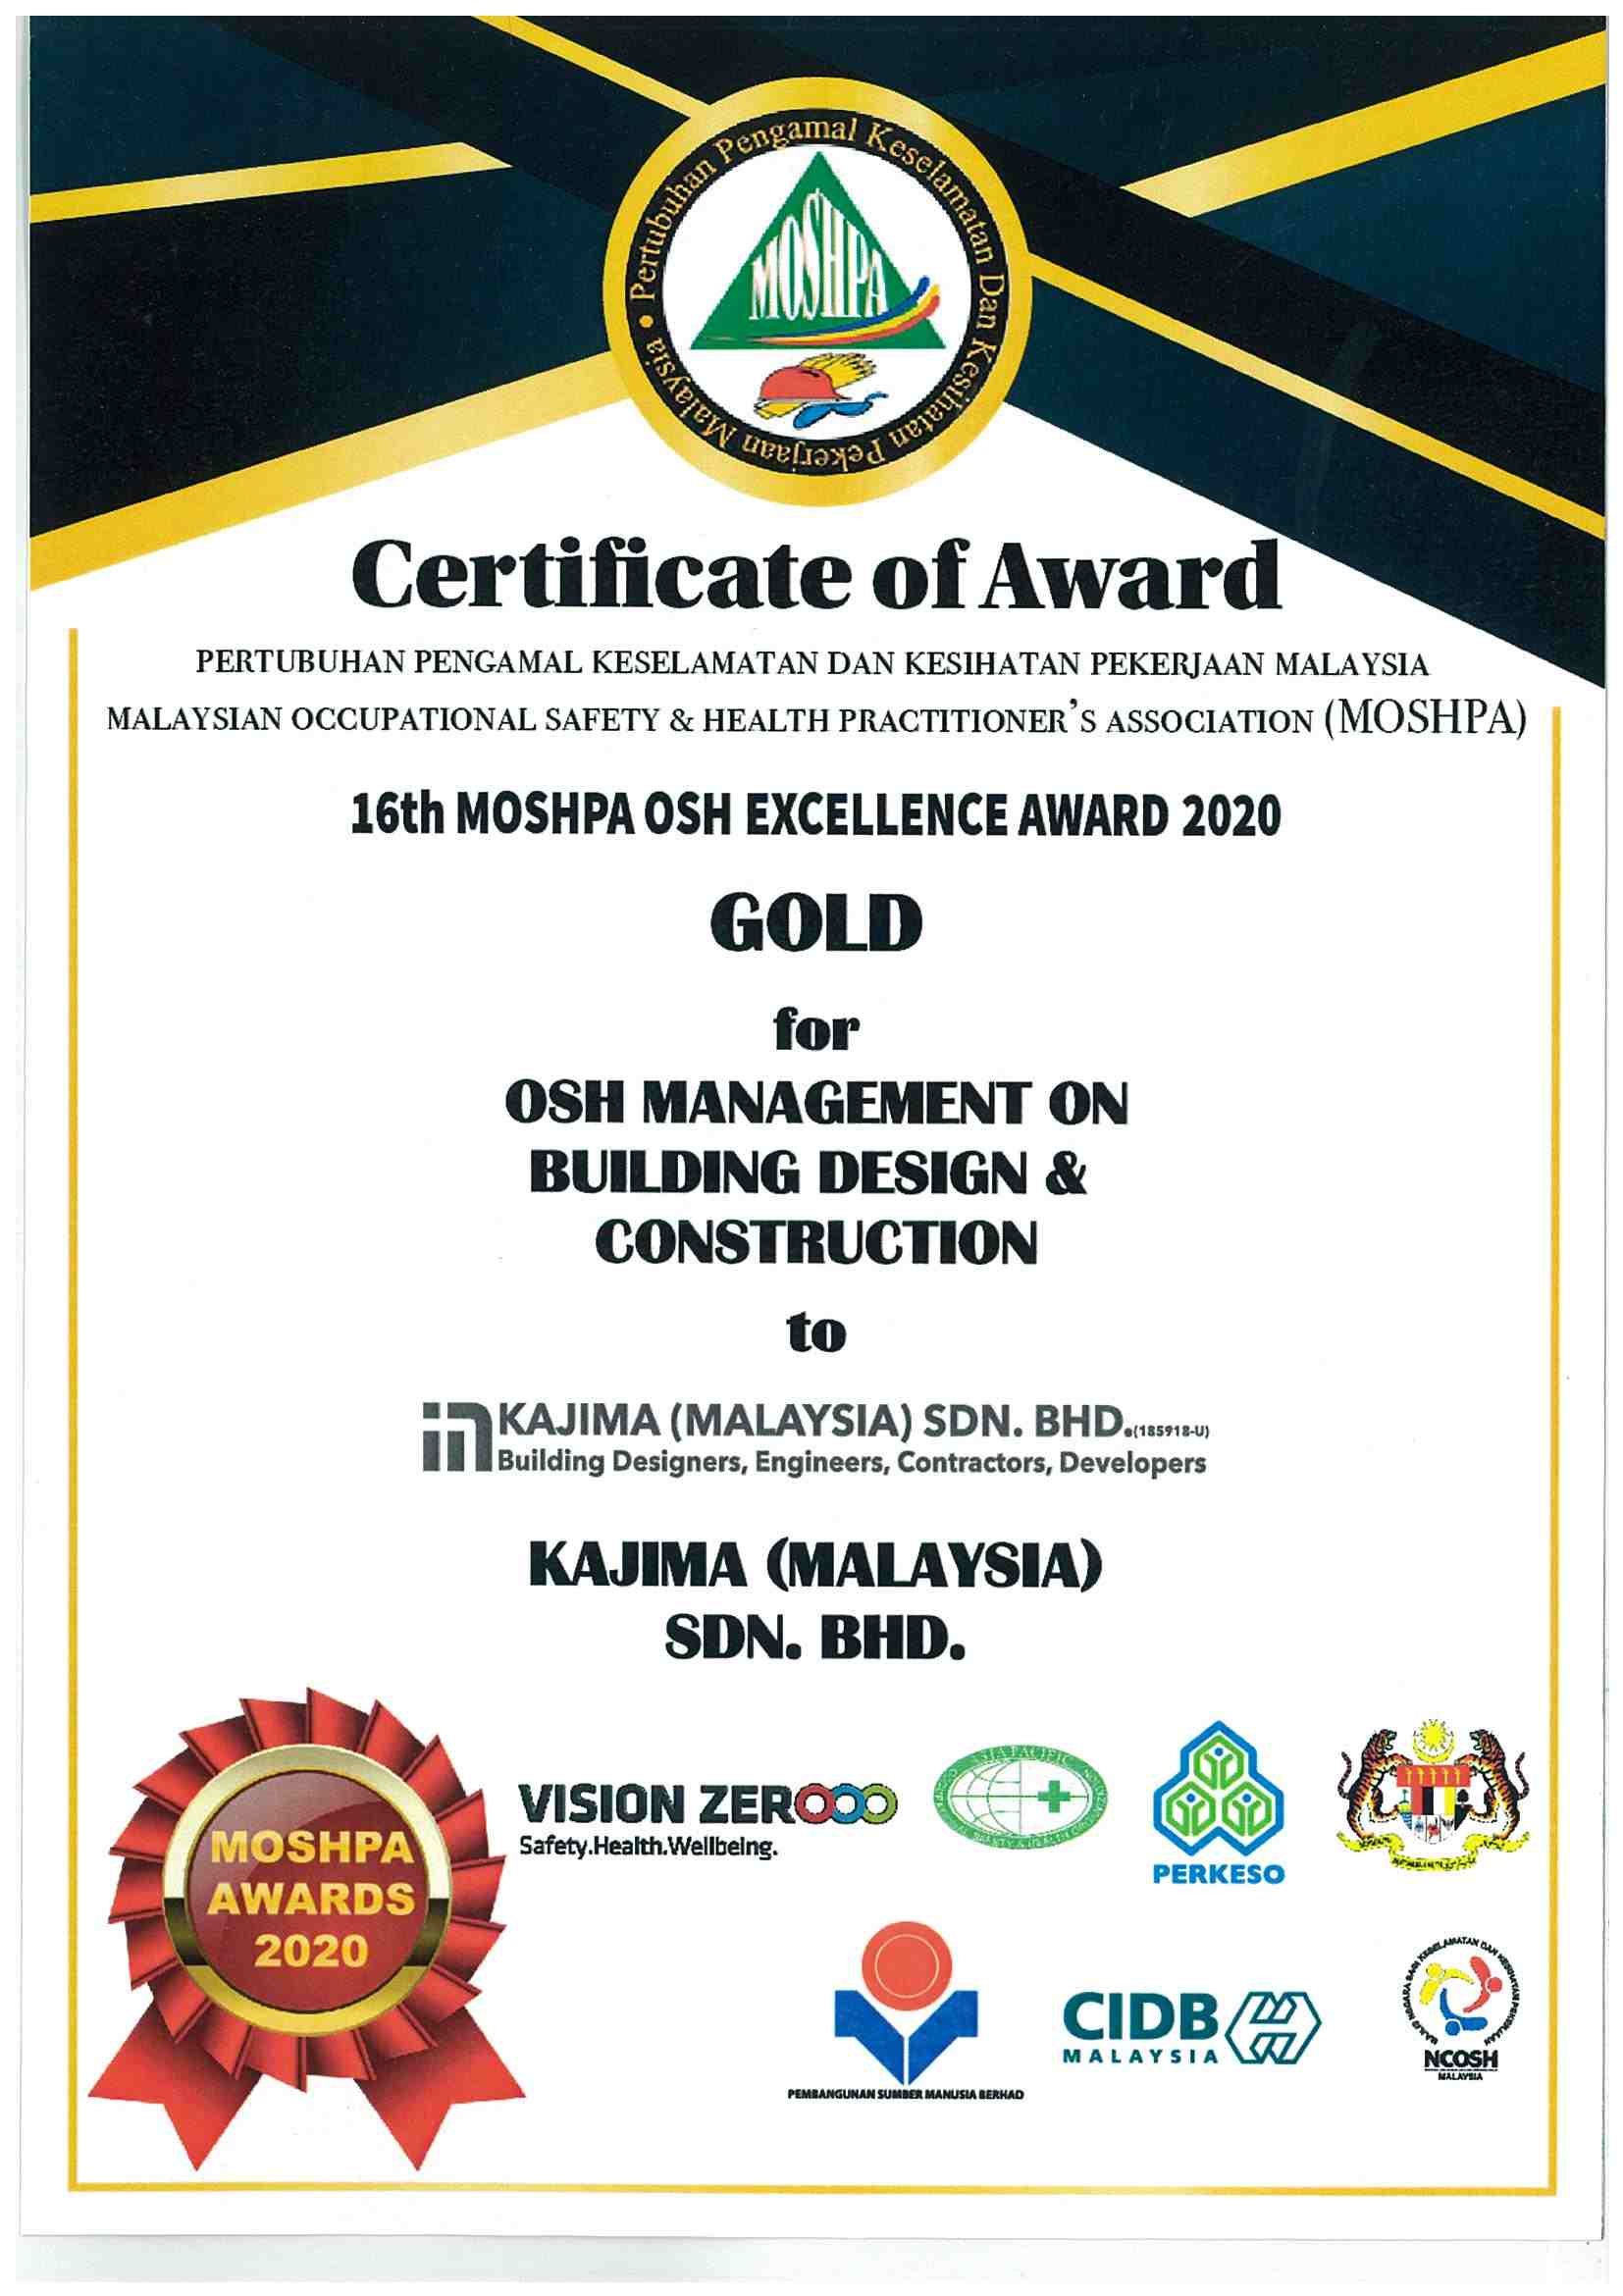 Pertubuhan Pengamal Keselamatan Dan Kesihatan Pekerjaan Malaysia •
MOSHPA
Certificate of Award
PERTUBUHAN PENGAMAL KESELAMATAN DAN KESIHATAN PEKERJAAN MALAYSIA
MALAYSIAN OCCUPATIONAL SAFETY & HEALTH PRACTITIONER'S ASSOCIATION (MOSHPA)
16th MOSHPA OSH EXCELLENCE AWARD 2020
GOLD
for
OSH MANAGEMENT ON
BUILDING DESIGN &
CONSTRUCTION
to
KAJIMA (MALAYSIA) SDN. BHD.(185918-U)
Building Designers, Engineers, Contractors, Developers
KAJIMA (MALAYSIA)
SDN. BHD.
MOSHPA
AWARDS
2020
VISION ZERO
Safety.Health.Wellbeing.
ASIA PACIFIC
PERKESO
PEMBANGUNAN SUMBER MANUSIA BERHAD
CIDB
MALAYSIA
MAJLIS NEGARA BAGI KESELAMATAN DAN KESIHATAN PEKERJAAN
NCOSH
MALAYSIA